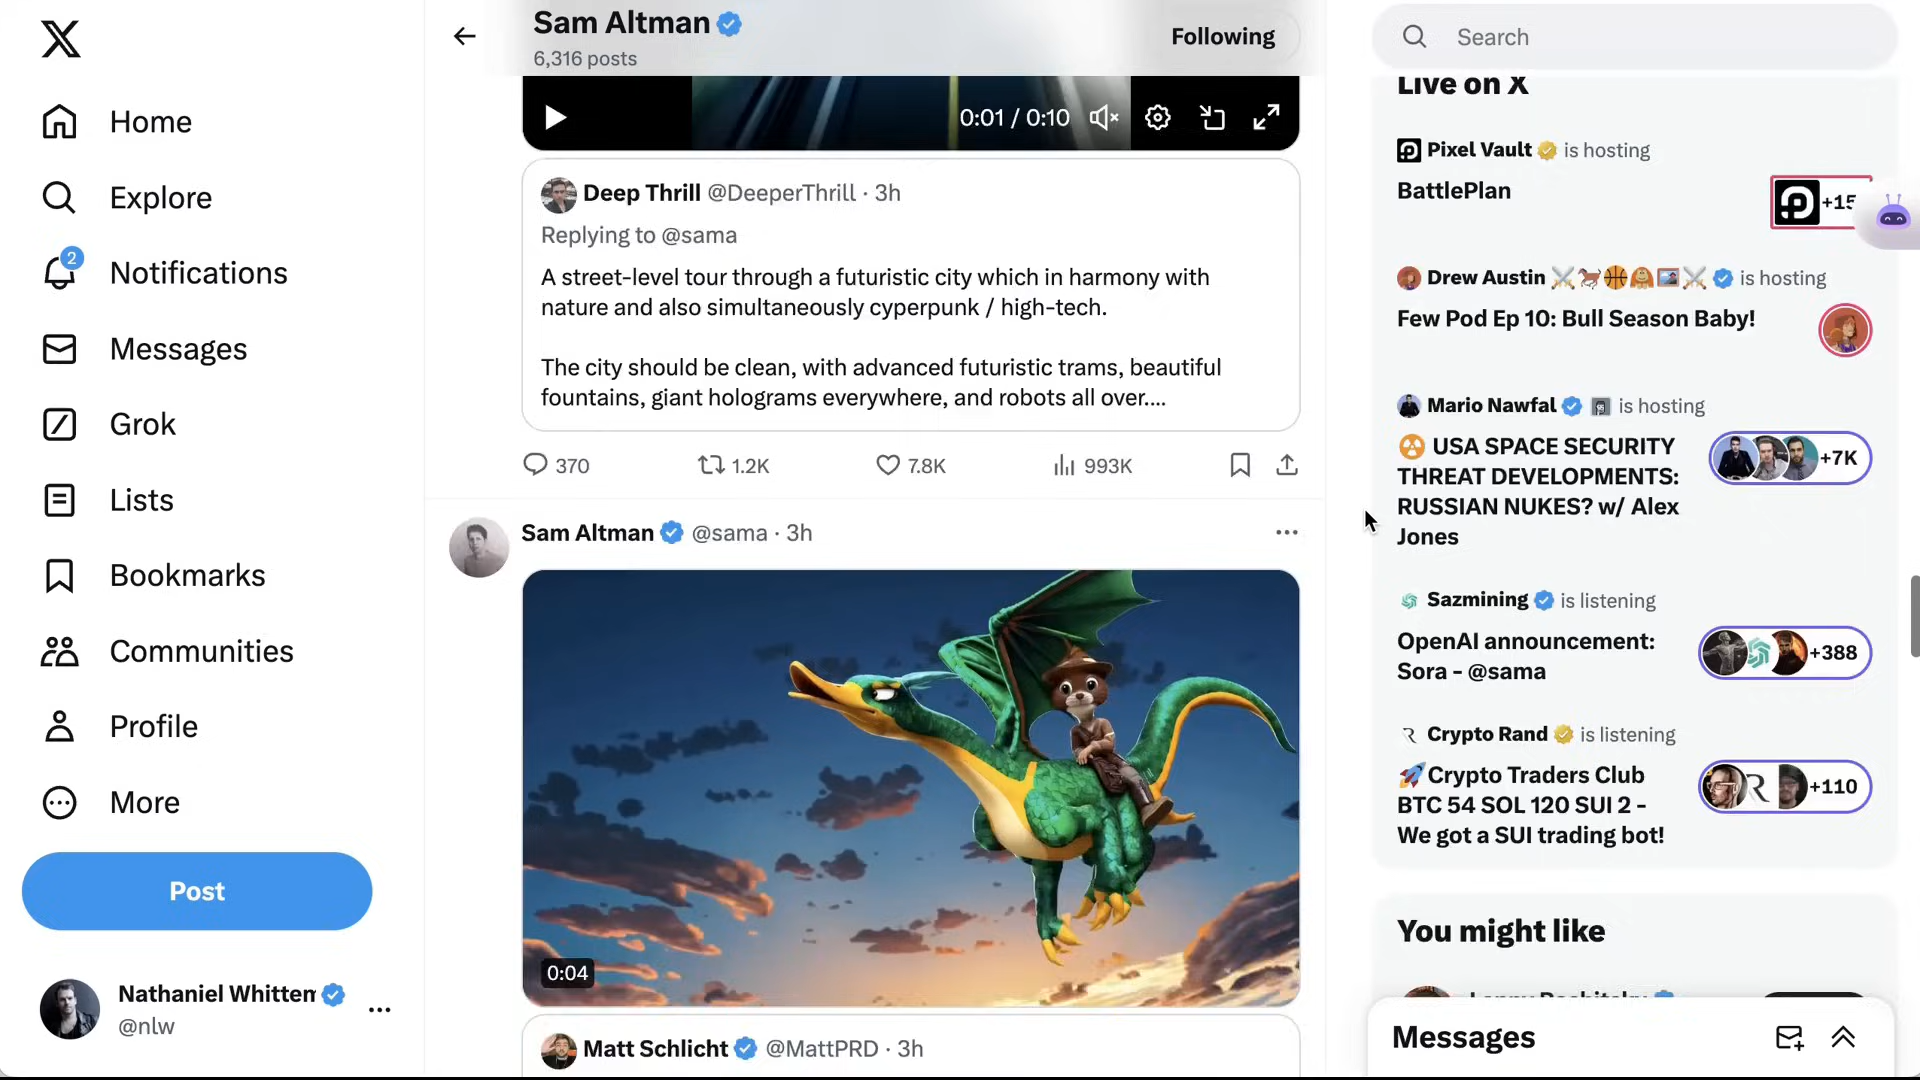 Home
Explore
2
Notifications
Messages
Grok
Lists
Bookmarks
Communities
Profile
More
Post
Nathaniel Whitten
@nlw
Sam Altman
6,316 posts
Following
0:01 / 0:10
Deep Thrill @DeeperThrill · 3h
Replying to @sama
A street-level tour through a futuristic city which in harmony with
nature and also simultaneously cyperpunk / high-tech.
The city should be clean, with advanced futuristic trams, beautiful
fountains, giant holograms everywhere, and robots all over....
370
1.2K
7.8K
993K
Sam Altman @sama · 3h
0:04
Matt Schlicht @MattPRD · 3h
Search
Live on X
Pixel Vault is hosting
BattlePlan
+15
Drew Austin is hosting
Few Pod Ep 10: Bull Season Baby!
Mario Nawfal is hosting
USA SPACE SECURITY
THREAT DEVELOPMENTS:
RUSSIAN NUKES? w/ Alex
Jones
+7K
Sazmining is listening
OpenAI announcement:
Sora - @sama
+388
Crypto Rand is listening
Crypto Traders Club
BTC 54 SOL 120 SUI 2 -
We got a SUI trading bot!
+110
You might like
Messages